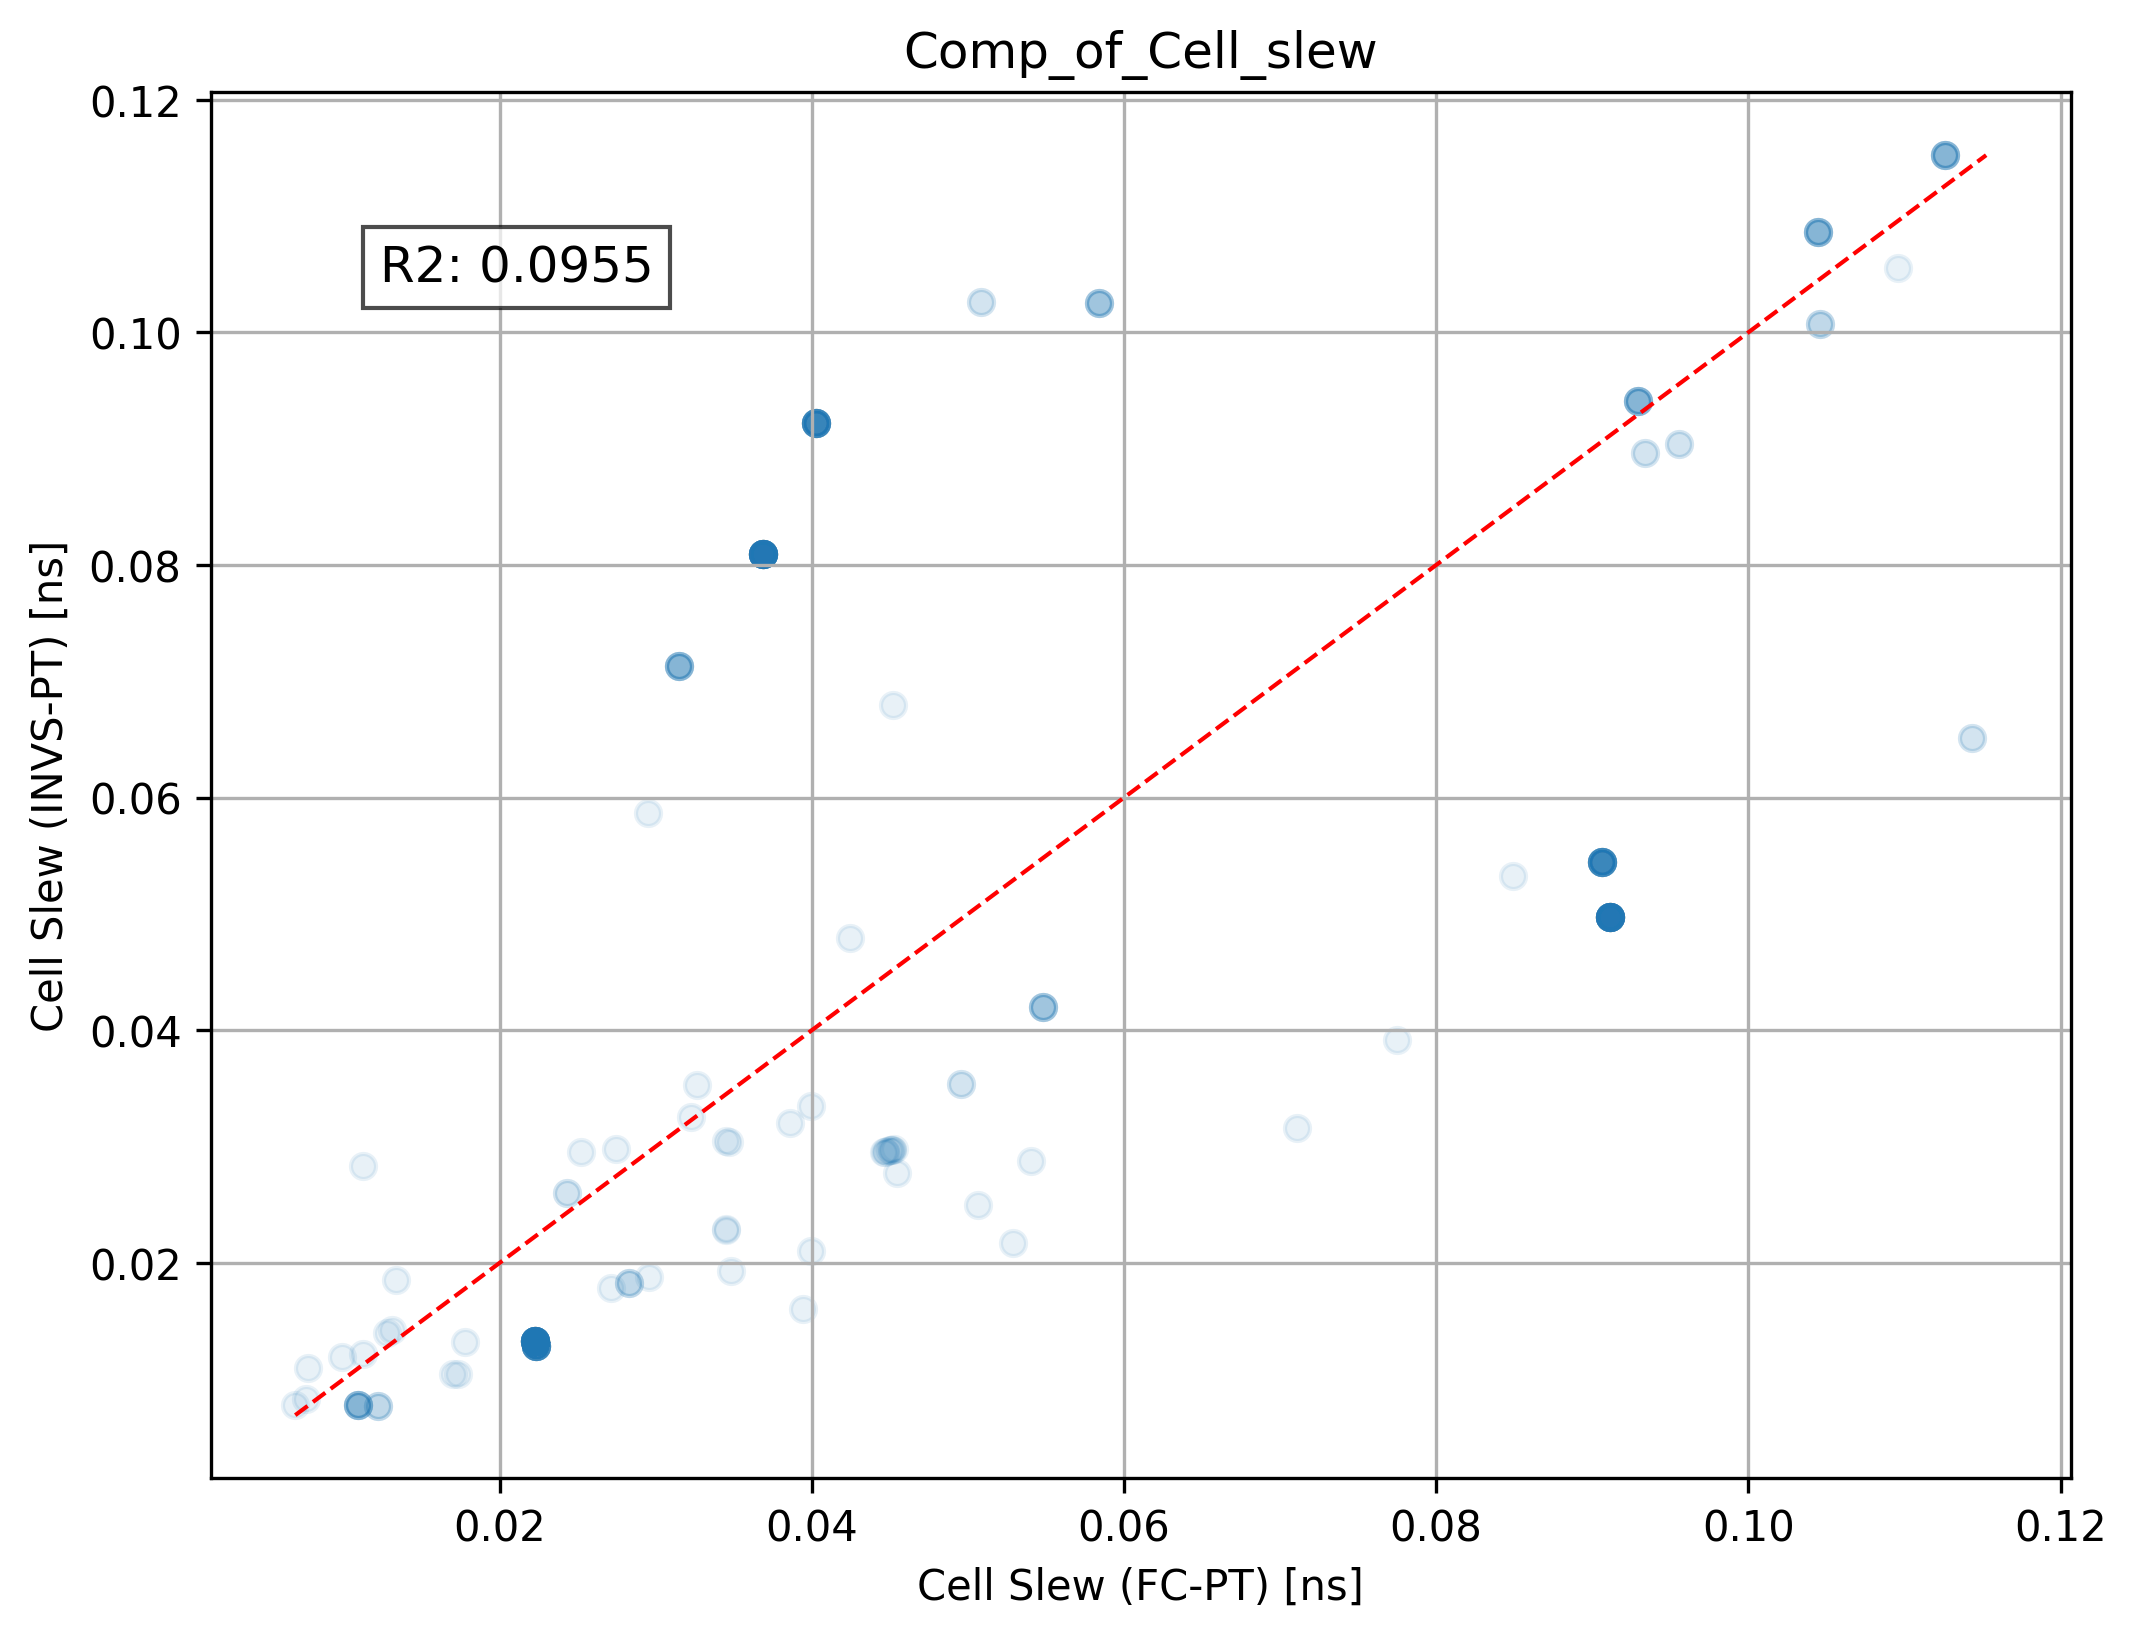 Comp_of_Cell_slew
R2: 0.0955
Cell Slew (INVS-PT) [ns]
0.12
0.10
0.08
0.06
0.04
0.02
0.02 0.04 0.06 0.08 0.10 0.12
Cell Slew (FC-PT) [ns]